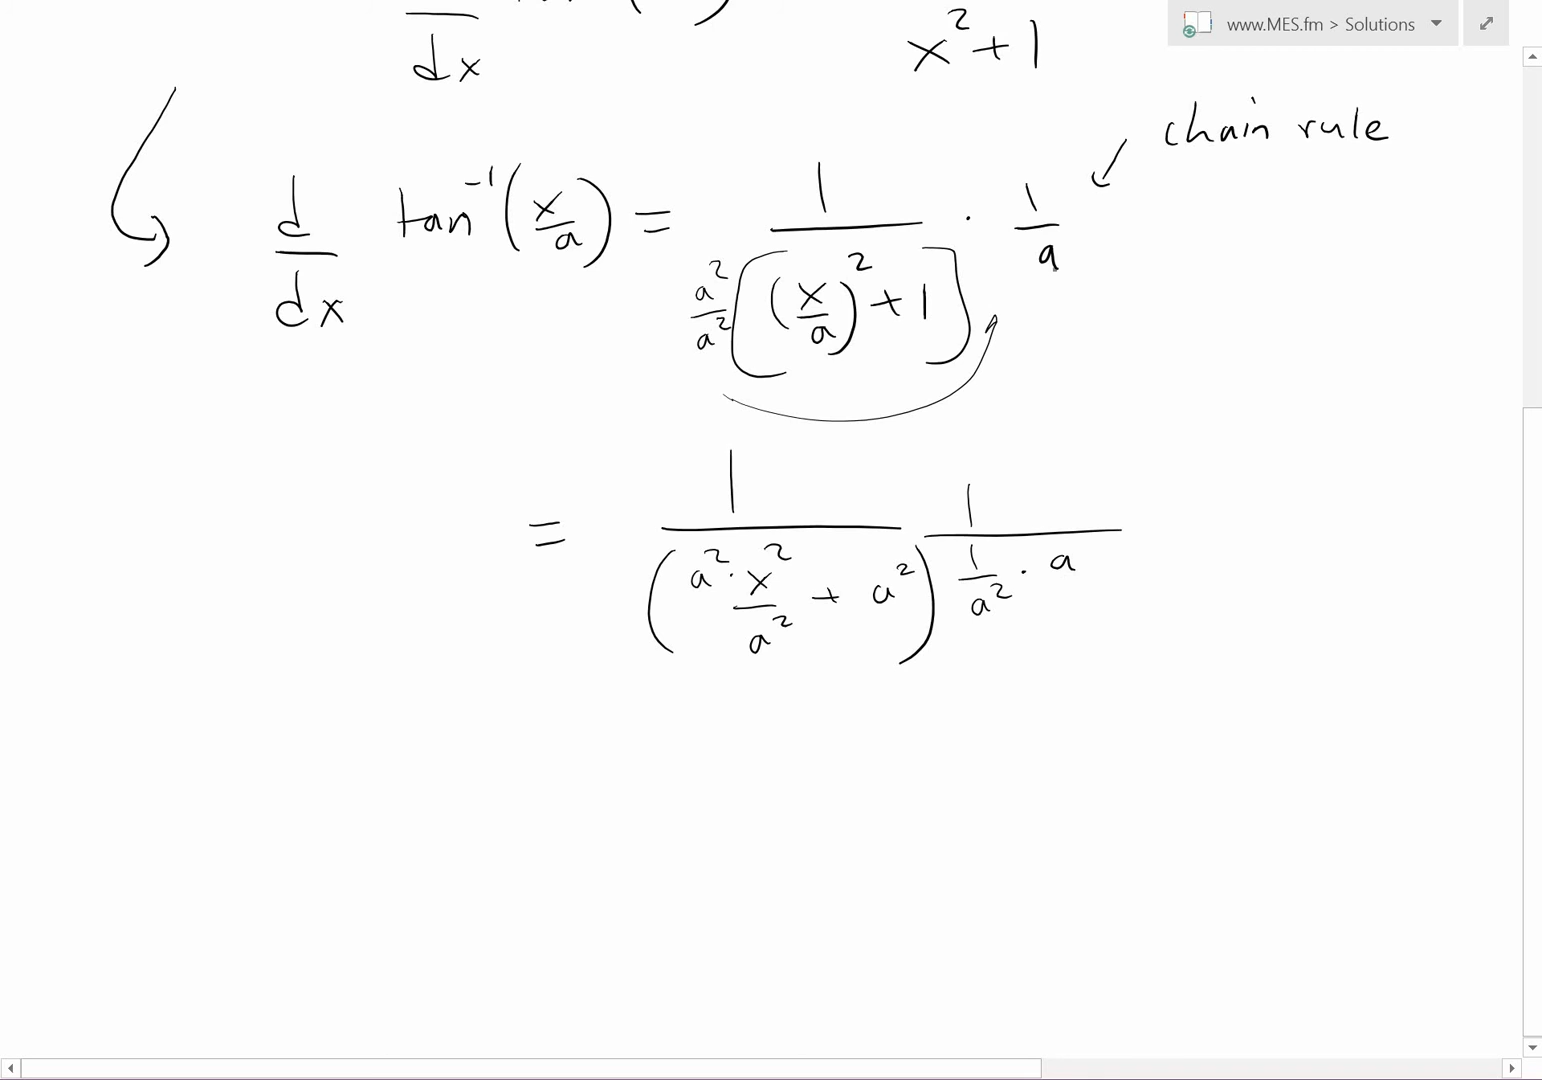 www.MES.fm > Solutions
d/dx x² + 1
chain rule
d/dx tan⁻¹(x/a) = 1/(a²/a² [(x/a)² + 1]) · 1/a
= 1/(a² · x²/a² + a²) 1/(1/a² · a)